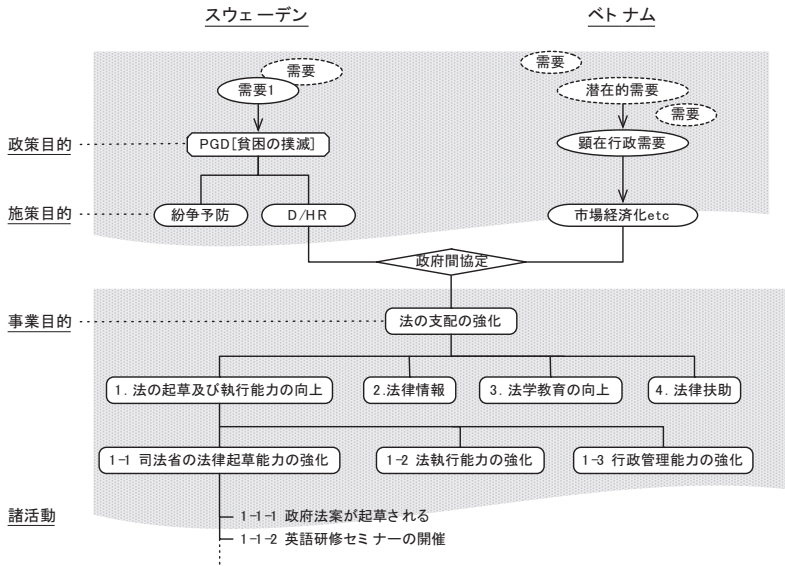 スウェーデン
ベトナム
需要
需要1
需要
潜在的需要
需要
政策目的
PGD[貧困の撲滅]
顕在行政需要
施策目的
紛争予防
D/HR
市場経済化etc
政府間協定
事業目的
法の支配の強化
1. 法の起草及び執行能力の向上
2.法律情報
3. 法学教育の向上
4. 法律扶助
1-1 司法省の法律起草能力の強化
1-2 法執行能力の強化
1-3 行政管理能力の強化
諸活動
1-1-1 政府法案が起草される
1-1-2 英語研修セミナーの開催